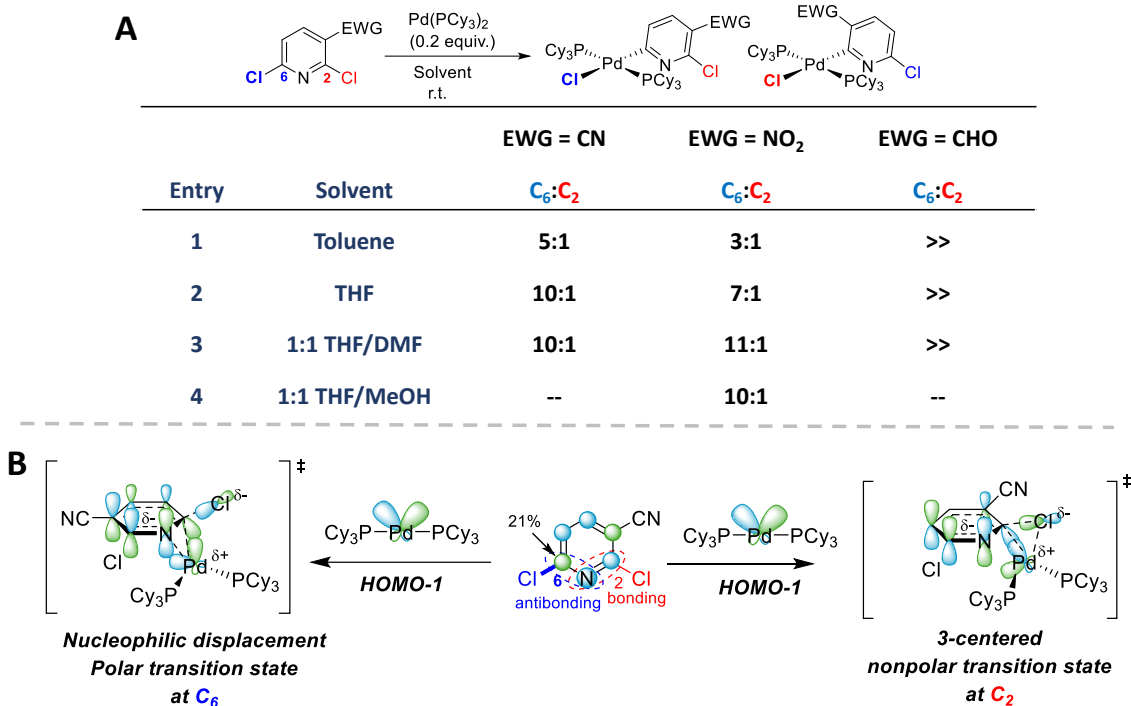 A
EWG
Cl
6
N
2
Cl
Pd(PCy3)2
(0.2 equiv.)
Solvent
r.t.
EWG
Cy3P
Pd
N
Cl
PCy3
Cl
EWG
Cy3P
Pd
N
Cl
PCy3
Cl
EWG = CN EWG = NO2 EWG = CHO
Entry Solvent C6:C2 C6:C2 C6:C2
1 Toluene 5:1 3:1 >>
2 THF 10:1 7:1 >>
3 1:1 THF/DMF 10:1 11:1 >>
4 1:1 THF/MeOH -- 10:1 --
B
‡
NC
δ-
N
Cl δ-
Cl
Pd δ+
PCy3
Cy3P
Nucleophilic displacement
Polar transition state
at C6
Cy3P Pd PCy3
HOMO-1
21%
CN
Cl
6
N
2
Cl
antibonding
bonding
Cy3P Pd PCy3
HOMO-1
‡
CN
δ-
N
Cl δ-
Cl
Pd δ+
PCy3
Cy3P
3-centered
nonpolar transition state
at C2